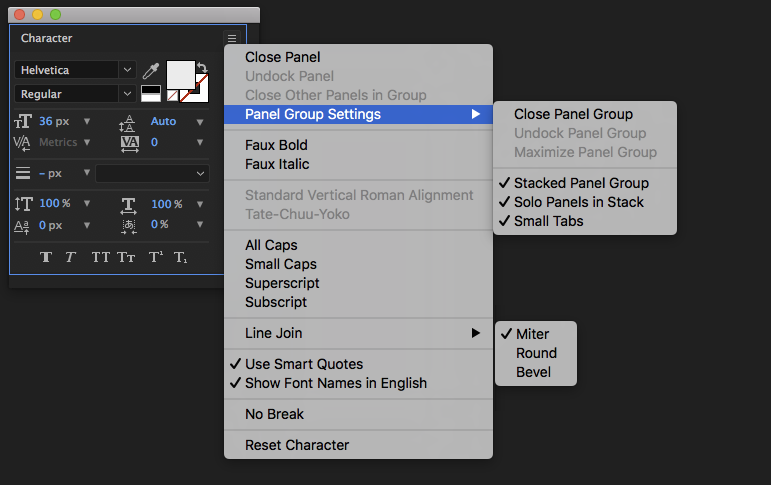 Character
Helvetica
Regular
36 px
Auto
Metrics
0
– px
100 %
100 %
0 px
0 %
Close Panel
Undock Panel
Close Other Panels in Group
Panel Group Settings
Faux Bold
Faux Italic
Standard Vertical Roman Alignment
Tate-Chuu-Yoko
All Caps
Small Caps
Superscript
Subscript
Line Join
Use Smart Quotes
Show Font Names in English
No Break
Reset Character
Close Panel Group
Undock Panel Group
Maximize Panel Group
Stacked Panel Group
Solo Panels in Stack
Small Tabs
Miter
Round
Bevel